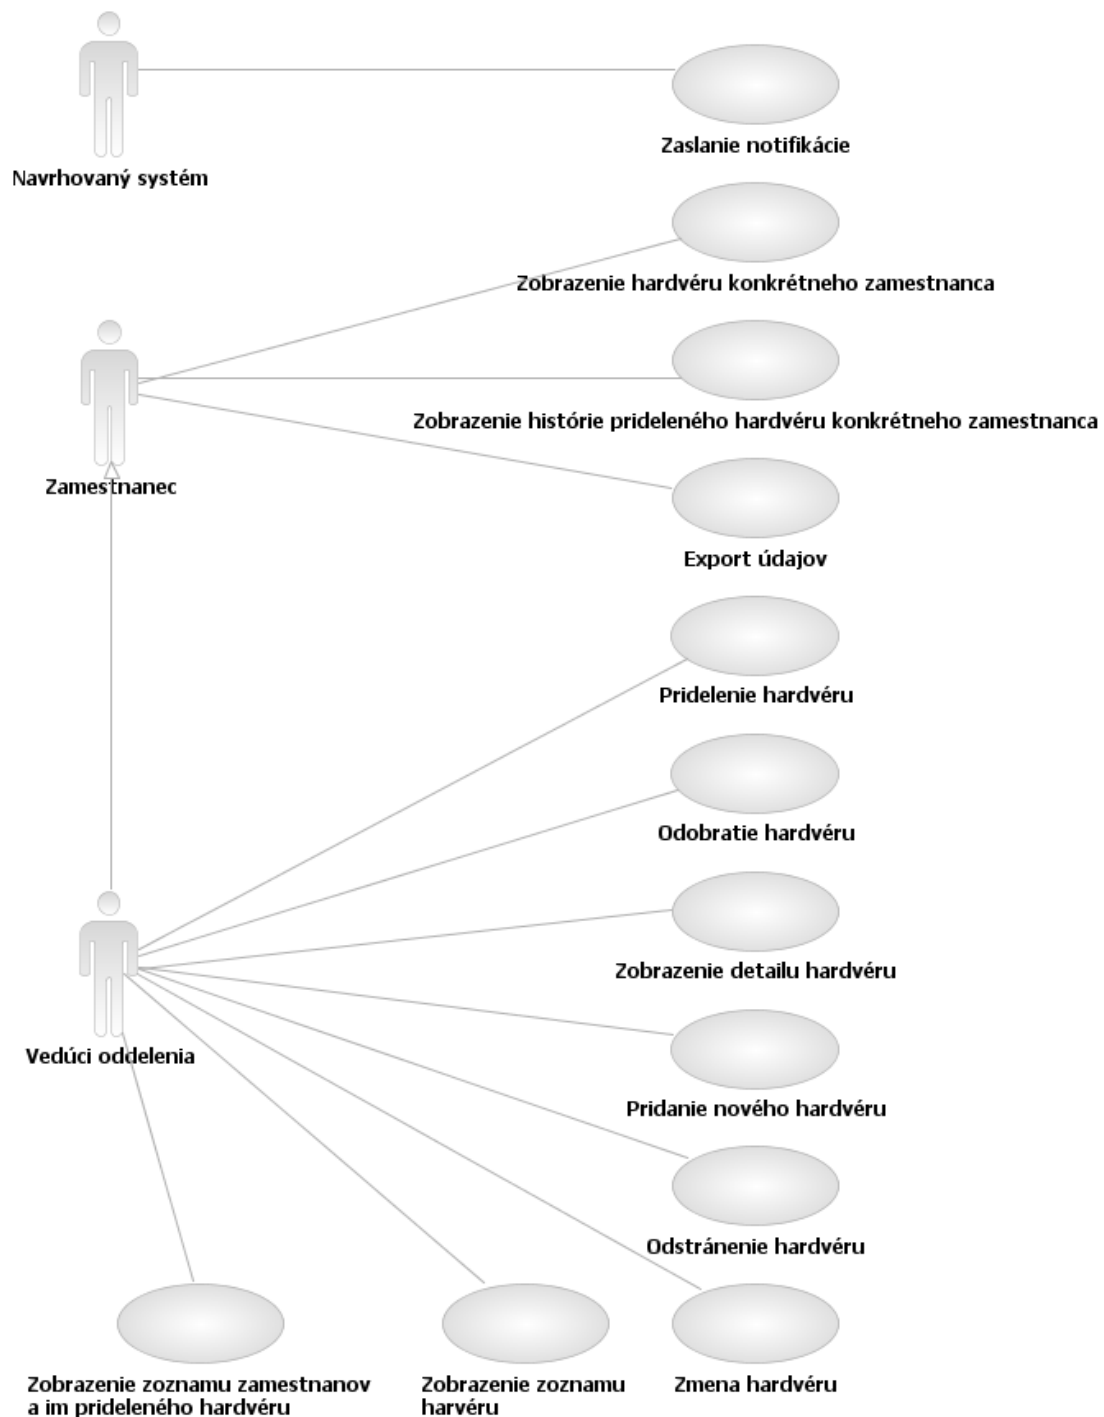 Zaslanie notifikácie
Navrhovaný systém
Zobrazenie hardvéru konkrétneho zamestnanca
Zobrazenie histórie prideleného hardvéru konkrétneho zamestnanca
Zamestnanec
Export údajov
Pridelenie hardvéru
Odobratie hardvéru
Zobrazenie detailu hardvéru
Vedúci oddelenia
Pridanie nového hardvéru
Odstránenie hardvéru
Zobrazenie zoznamu zamestnanov
a im prideleného hardvéru
Zobrazenie zoznamu
harvéru
Zmena hardvéru